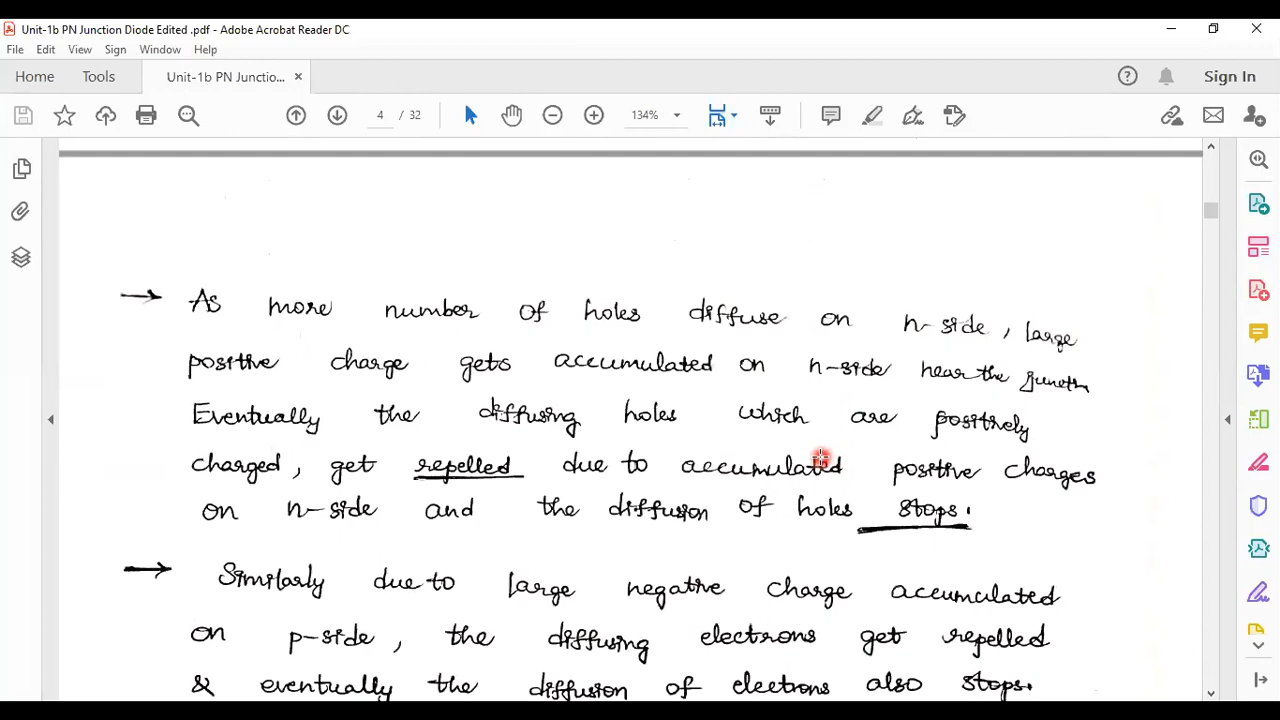 Unit-1b PN Junction Diode Edited .pdf - Adobe Acrobat Reader DC
File Edit View Sign Window Help
Home Tools Unit-1b PN Junctio... × Sign In
4 / 32 134%
→ As more number of holes diffuse on n-side, large
positive charge gets accumulated on n-side near the junctn
Eventually the diffusing holes which are positively
charged, get repelled due to accumulated positive charges
on n-side and the diffusion of holes stops.
→ Similarly due to large negative charge accumulated
on p-side, the diffusing electrons get repelled
& eventually the diffusion of electrons also stops.